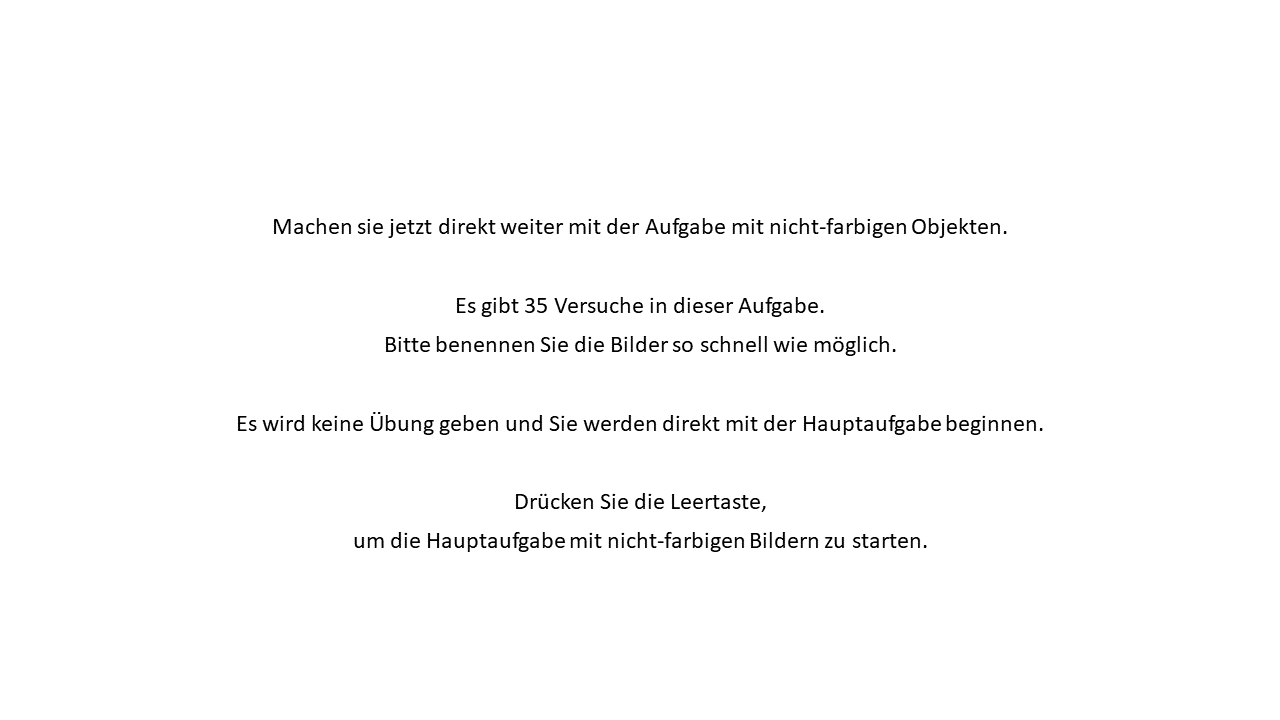 Machen sie jetzt direkt weiter mit der Aufgabe mit nicht-farbigen Objekten.
Es gibt 35 Versuche in dieser Aufgabe.
Bitte benennen Sie die Bilder so schnell wie möglich.
Es wird keine Übung geben und Sie werden direkt mit der Hauptaufgabe beginnen.
Drücken Sie die Leertaste,
um die Hauptaufgabe mit nicht-farbigen Bildern zu starten.